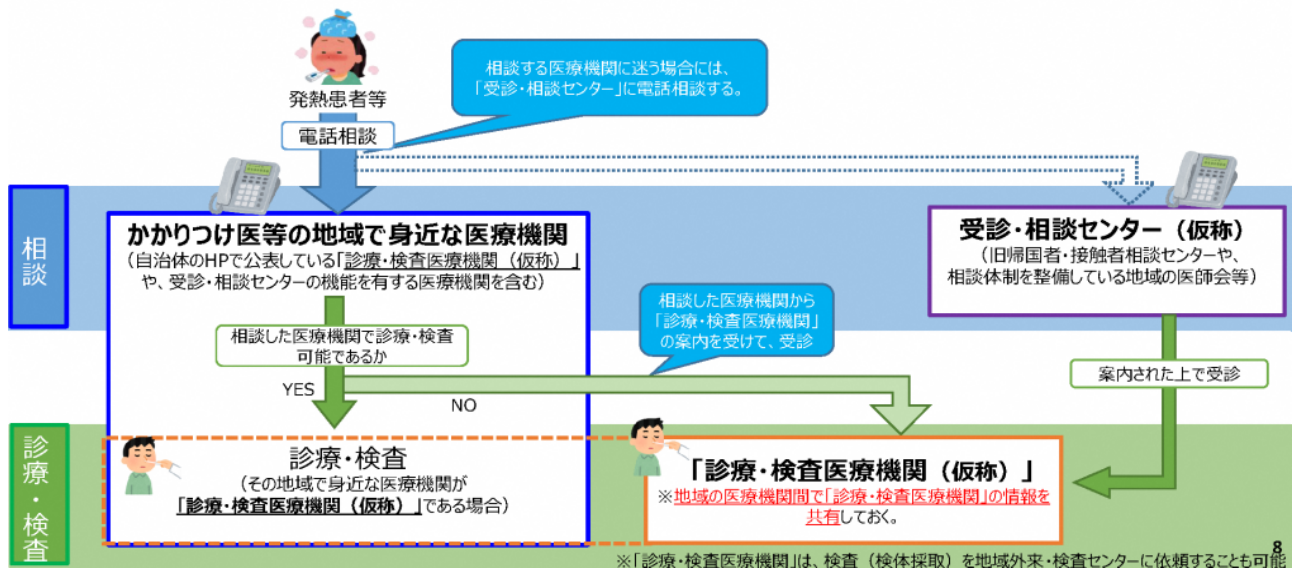 発熱患者等
電話相談
相談する医療機関に迷う場合には、
「受診・相談センター」に電話相談する。
相談
かかりつけ医等の地域で身近な医療機関
(自治体のHPで公表している「診療・検査医療機関（仮称）」
や、受診・相談センターの機能を有する医療機関を含む)
受診・相談センター（仮称）
(旧帰国者・接触者相談センターや、
相談体制を整備している地域の医師会等)
相談した医療機関で診療・検査
可能であるか
相談した医療機関から
「診療・検査医療機関」
の案内を受けて、受診
案内された上で受診
YES
NO
診療・検査
診療・検査
(その地域で身近な医療機関が
「診療・検査医療機関（仮称）」である場合)
「診療・検査医療機関（仮称）」
※地域の医療機関間で「診療・検査医療機関」の情報を
共有しておく。
8
※「診療・検査医療機関」は、検査（検体採取）を地域外来・検査センターに依頼することも可能